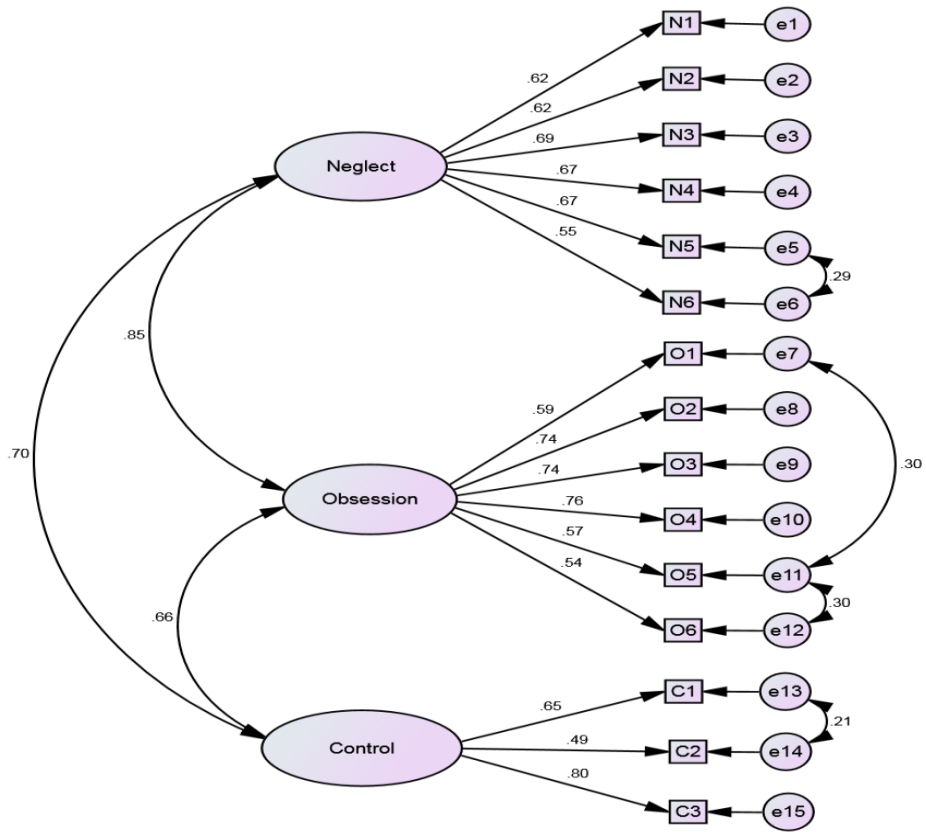 N1 e1
.62
N2 e2
.62
N3 e3
.69
Neglect
.67
N4 e4
.67
N5 e5
.55
.29
N6 e6
.85
O1 e7
.59
O2 e8
.74
.70
.74
O3 e9
.30
Obsession
.76
O4 e10
.57
O5 e11
.54
.30
.66
O6 e12
C1 e13
.65
.21
Control
.49
C2 e14
.80
C3 e15